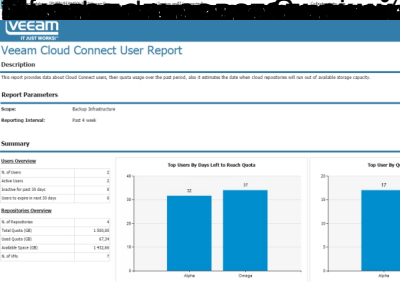 veeAM
IT JUST WORKS!
Veeam Cloud Connect User Report
Description
This report provides data about Cloud Connect users, their quota usage over the past period, also it estimates the date when cloud repositories will run out of available storage capacity.
Report Parameters
Scope: Backup Infrastructure
Reporting Interval: Past 4 week
Summary
Users Overview
N. of Users 2
Active Users 2
Inactive for past 30 days 0
Users to expire in next 30 days 0
Repositories Overview
N. of Repositories 4
Total Quota (GB)
Used Quota (GB) 67,34
Available Space (GB)
N. of VMs 7
Top Users By Days Left to Reach Quota
40
30
20
10
0
32
37
Alpha
Omega
Top User By Q
20
15
10
5
0
17
Alpha